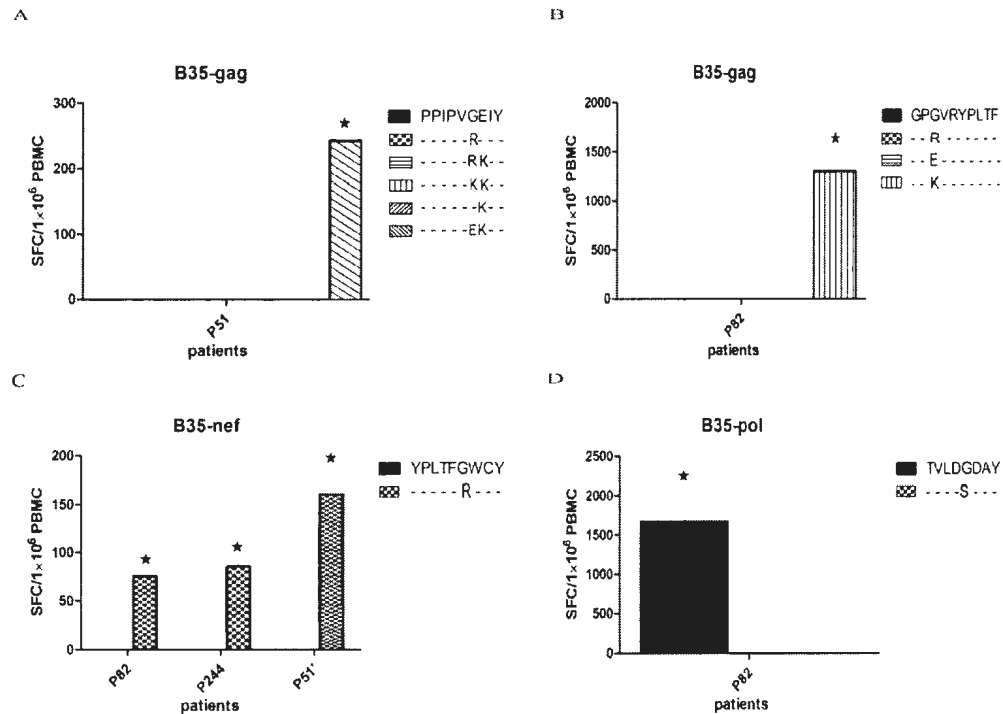 A
B35-gag
SFC/1×10⁶ PBMC
300
200
100
0
P51
patients
PPIPVGEIY
------R--
------RK--
------KK--
-------K--
------EK--
B
B35-gag
SFC/1×10⁶ PBMC
2000
1500
1000
500
0
P82
patients
GPGVRYPLTF
--R-------
--E-------
--K-------
C
B35-nef
SFC/1×10⁶ PBMC
200
150
100
50
0
P82
P244
P51'
patients
YPLTFGWCY
-----R---
D
B35-pol
SFC/1×10⁶ PBMC
2500
2000
1500
1000
500
0
P82
patients
TVLDGDAY
----S---